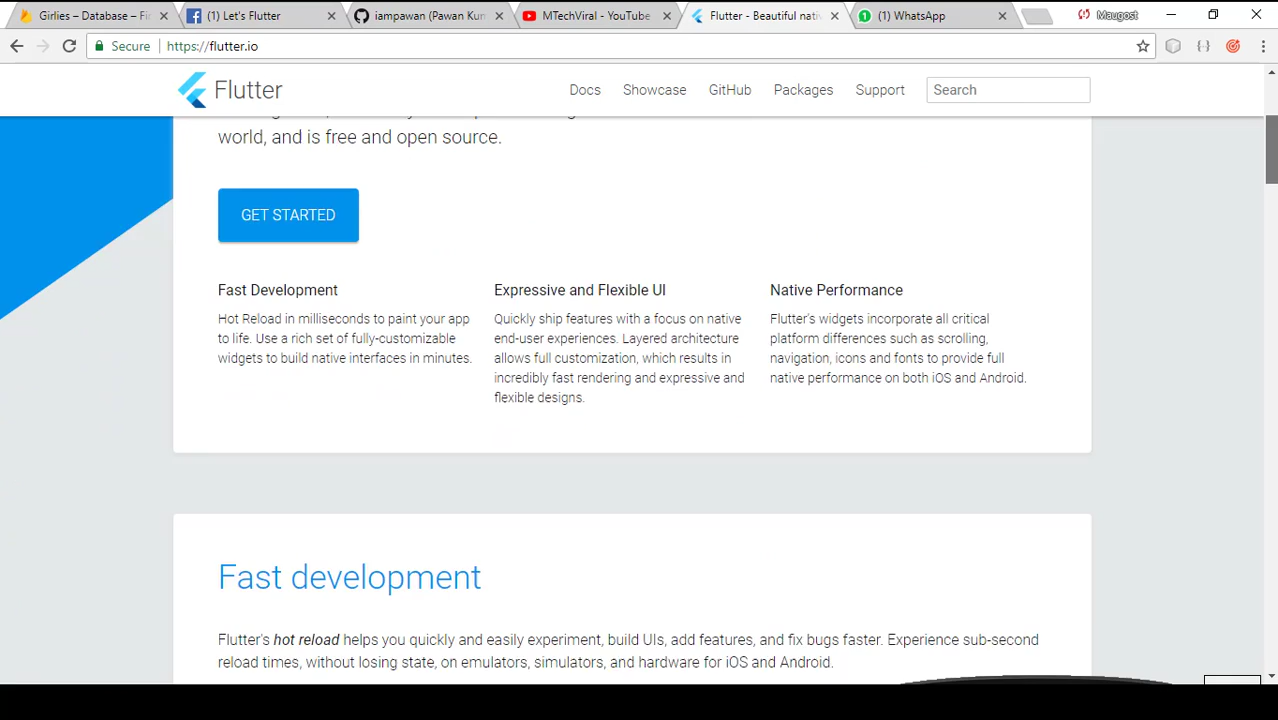 Girlies – Database – Fi
(1) Let's Flutter
iampawan (Pawan Kum
MTechViral - YouTube
Flutter - Beautiful nati
(1) WhatsApp
Maugost
Secure
https://flutter.io
Flutter
Docs
Showcase
GitHub
Packages
Support
Search
world, and is free and open source.
GET STARTED
Fast Development
Hot Reload in milliseconds to paint your app
to life. Use a rich set of fully-customizable
widgets to build native interfaces in minutes.
Expressive and Flexible UI
Quickly ship features with a focus on native
end-user experiences. Layered architecture
allows full customization, which results in
incredibly fast rendering and expressive and
flexible designs.
Native Performance
Flutter's widgets incorporate all critical
platform differences such as scrolling,
navigation, icons and fonts to provide full
native performance on both iOS and Android.
Fast development
Flutter's hot reload helps you quickly and easily experiment, build UIs, add features, and fix bugs faster. Experience sub-second
reload times, without losing state, on emulators, simulators, and hardware for iOS and Android.